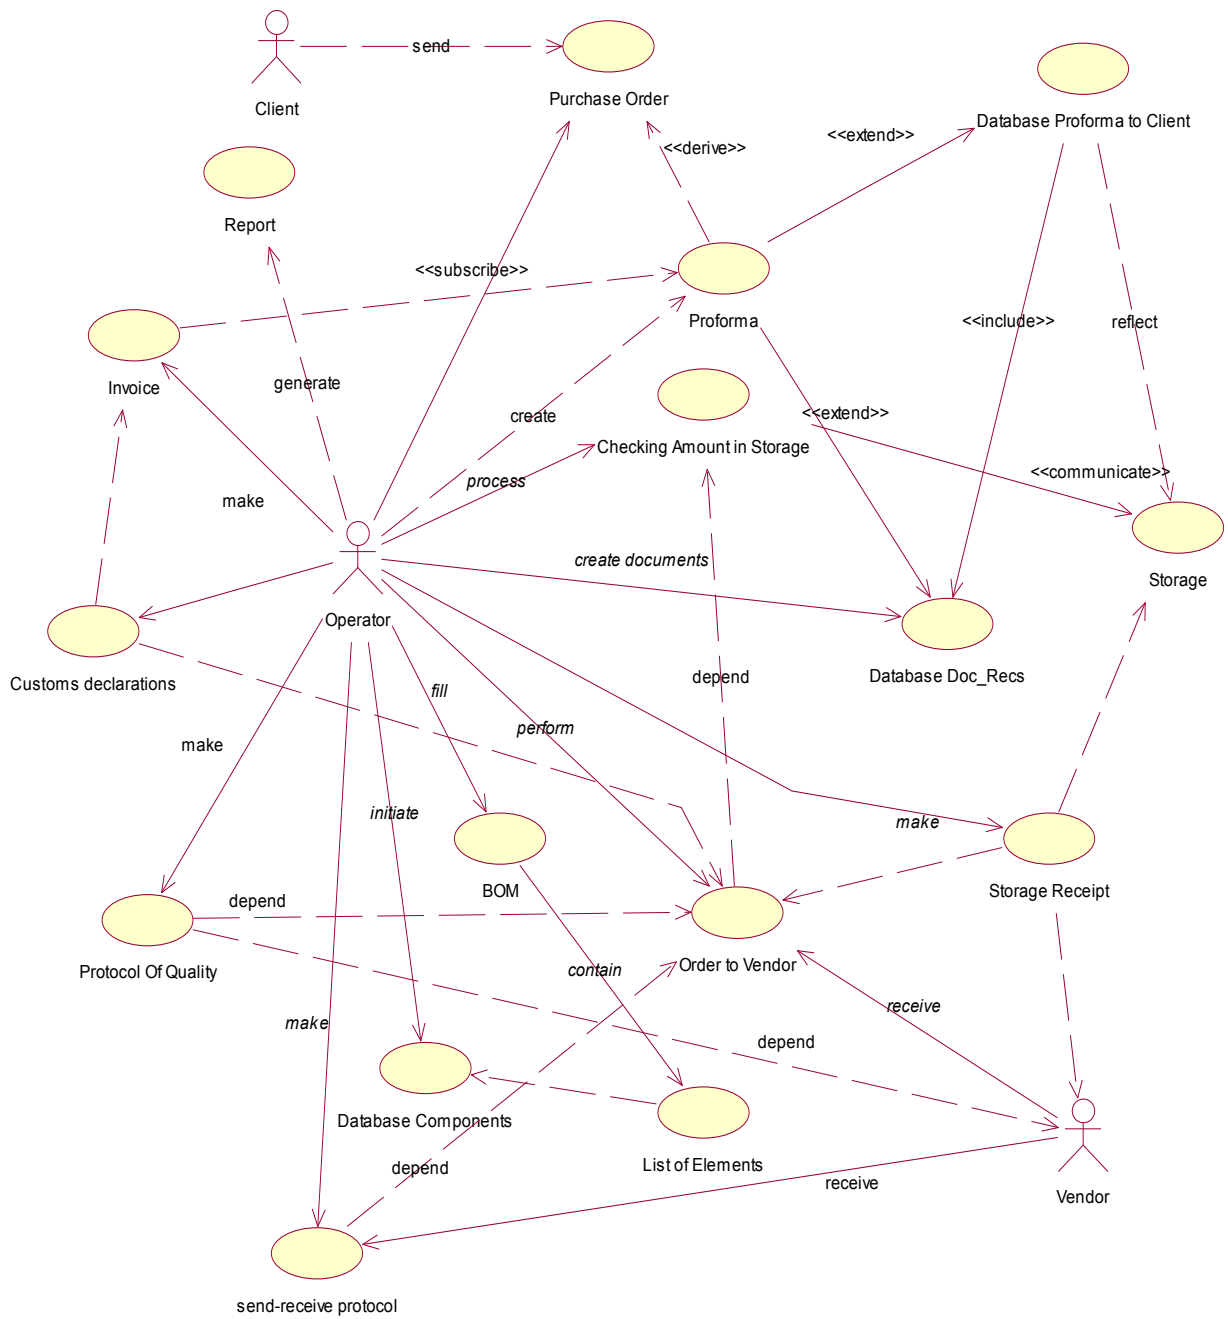 send
Purchase Order
Client
Database Proforma to Client
<<extend>>
<<derive>>
Report
<<subscribe>>
Proforma
<<include>>
reflect
Invoice
generate
create
<<extend>>
Checking Amount in Storage
process
<<communicate>>
make
create documents
Storage
Operator
Database Doc_Recs
Customs declarations
depend
fill
perform
make
initiate
make
BOM
Storage Receipt
depend
Order to Vendor
Protocol Of Quality
contain
receive
make
depend
Database Components
List of Elements
depend
receive
Vendor
send-receive protocol